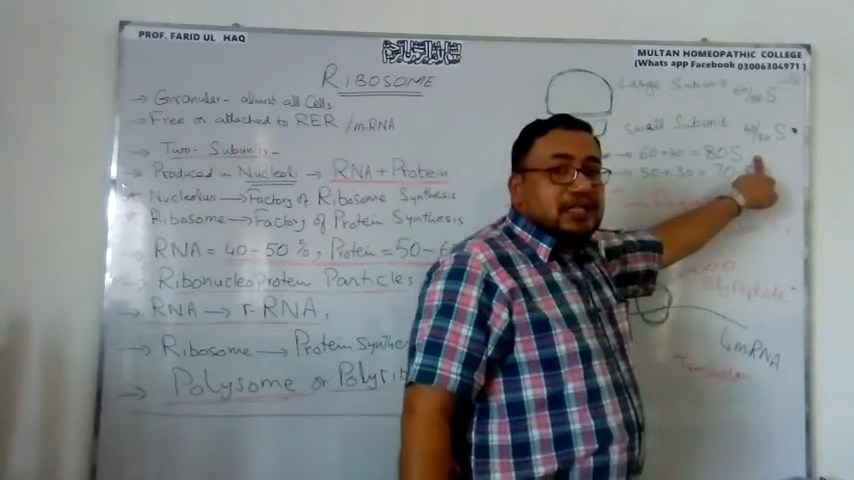 PROF. FARID UL HAQ
بسم الله الرحمن الرحيم
MULTAN HOMEOPATHIC COLLEGE
(Whats app Facebook 03006304971)
RIBOSOME
→ Granular - almost all Cells.
→ Free or attached to RER / mRNA
→ Two-Subunits-
→ Produced in Nucleoli → RNA + Protein
* Nucleolus → Factory of Ribosome Synthesis
* Ribosome → Factory of Protein Synthesis
→ RNA = 40-50%, Protein = 50-6
→ RibonucleoProtein Particles
→ RNA → r-RNA,
→ Ribosome → Protein Synthe
→ Polysome or Polyrib
Large Subunit 60/50 S
Small Subunit 40/30 S
→ 60+40 = 80S
→ 50+30 = 70
Polypeptide
mRNA